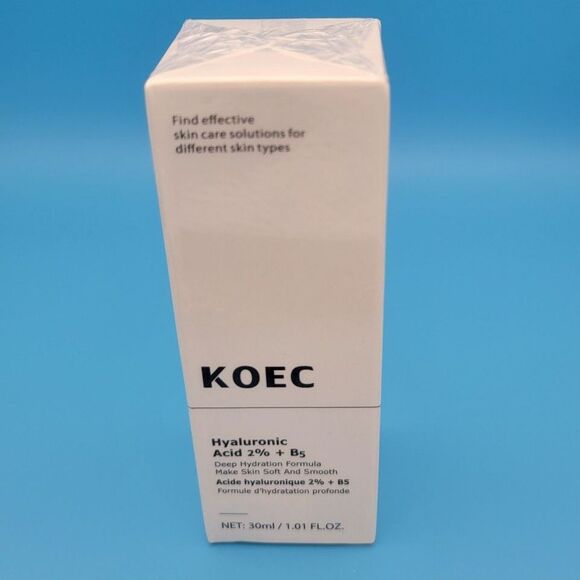 Find effective
skin care solutions for
different skin types
KOEC
Hyaluronic
Acid 2% + B5
Deep Hydration Formula
Make Skin Soft And Smooth
Acide hyaluronique 2% + B5
Formule d'hydratation profonde
NET: 30ml / 1.01 FL.OZ.